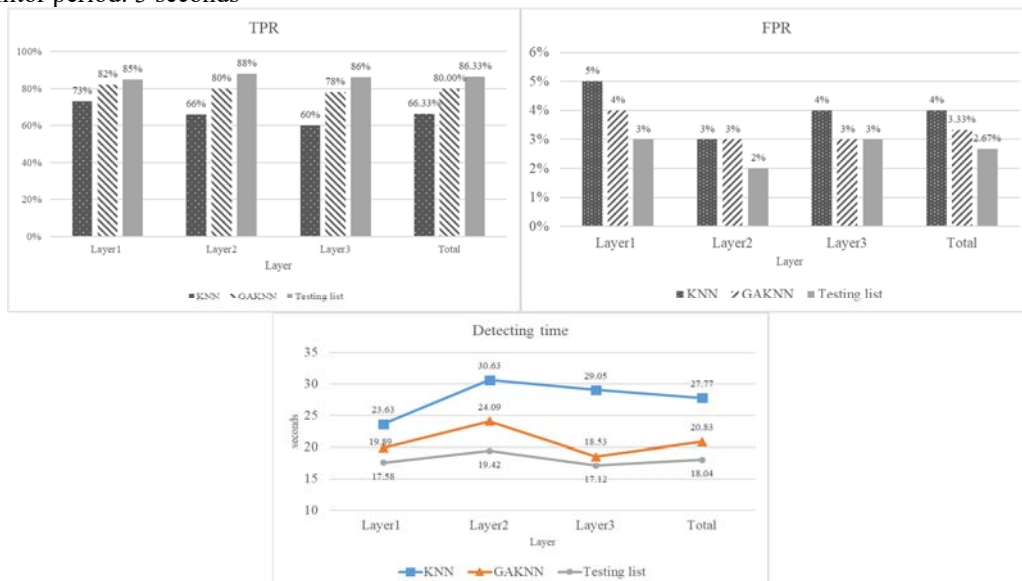 TPR
100%
80%
60%
40%
20%
0%
73%
82%
85%
66%
80%
88%
60%
78%
86%
66.33%
80.00%
86.33%
Layer1
Layer2
Layer3
Total
Layer
KNN
GAKNN
Testing list
FPR
6%
5%
4%
3%
2%
1%
0%
5%
4%
3%
3%
3%
2%
4%
3%
3%
4%
3.33%
2.67%
Layer1
Layer2
Layer3
Total
Layer
KNN
GAKNN
Testing list
Detecting time
35
30
25
20
15
10
seconds
23.63
30.63
29.05
27.77
19.89
24.09
18.53
20.83
17.58
19.42
17.12
18.04
Layer1
Layer2
Layer3
Total
Layer
KNN
GAKNN
Testing list